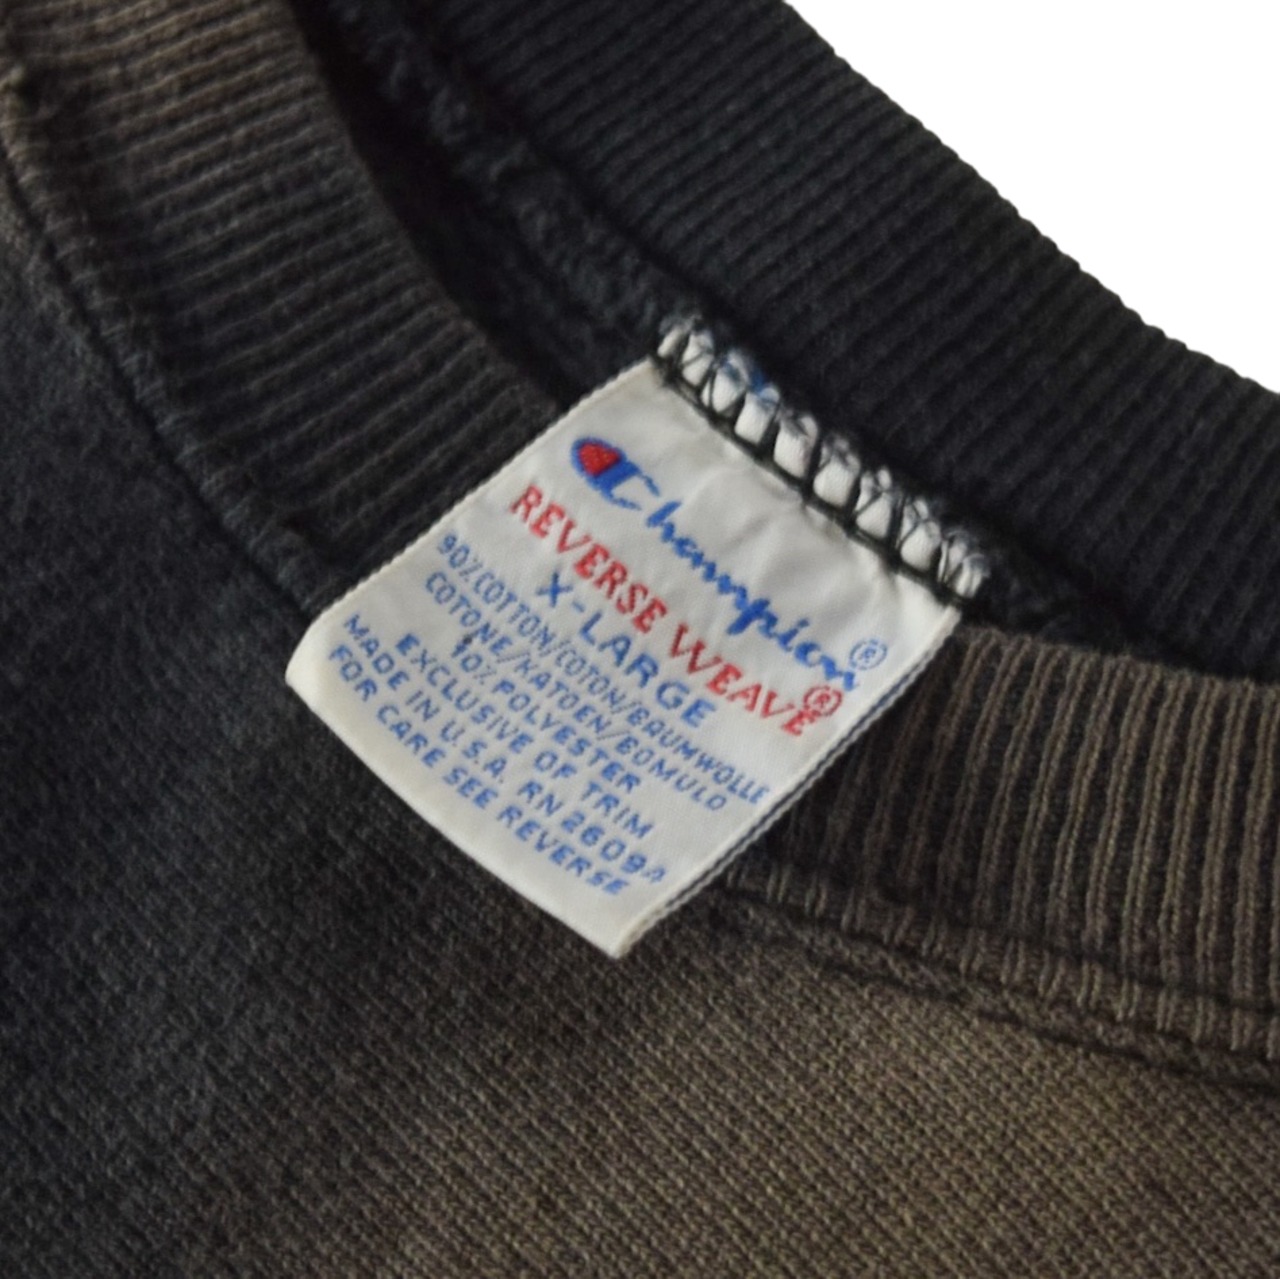 Champion®
REVERSE WEAVE®
X-LARGE
90%COTTON/COTON/BAUMWOLLE
COTONE/KATOEN/BOMULD
10% POLYESTER
EXCLUSIVE OF TRIM
MADE IN U.S.A. RN 26094
FOR CARE SEE REVERSE